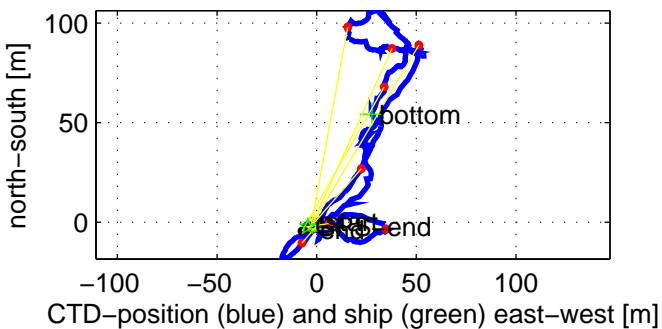 100
50
0
north−south [m]
bottom
end
−end
−100
−50
0
50
100
CTD−position (blue) and ship (green) east−west [m]